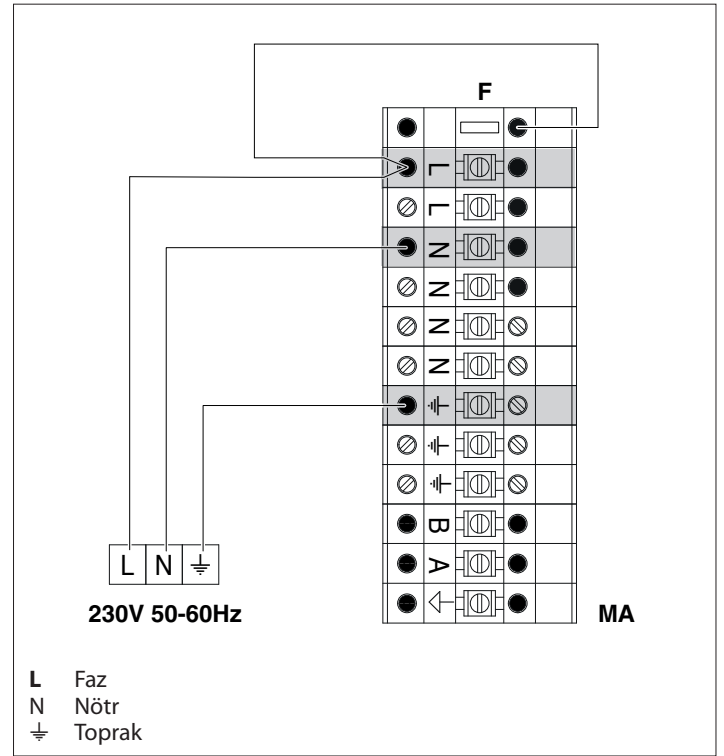 F
L
L
N
N
N
N
⏚
⏚
⏚
B
A
L N ⏚
230V 50-60Hz
MA
L Faz
N Nötr
⏚ Toprak